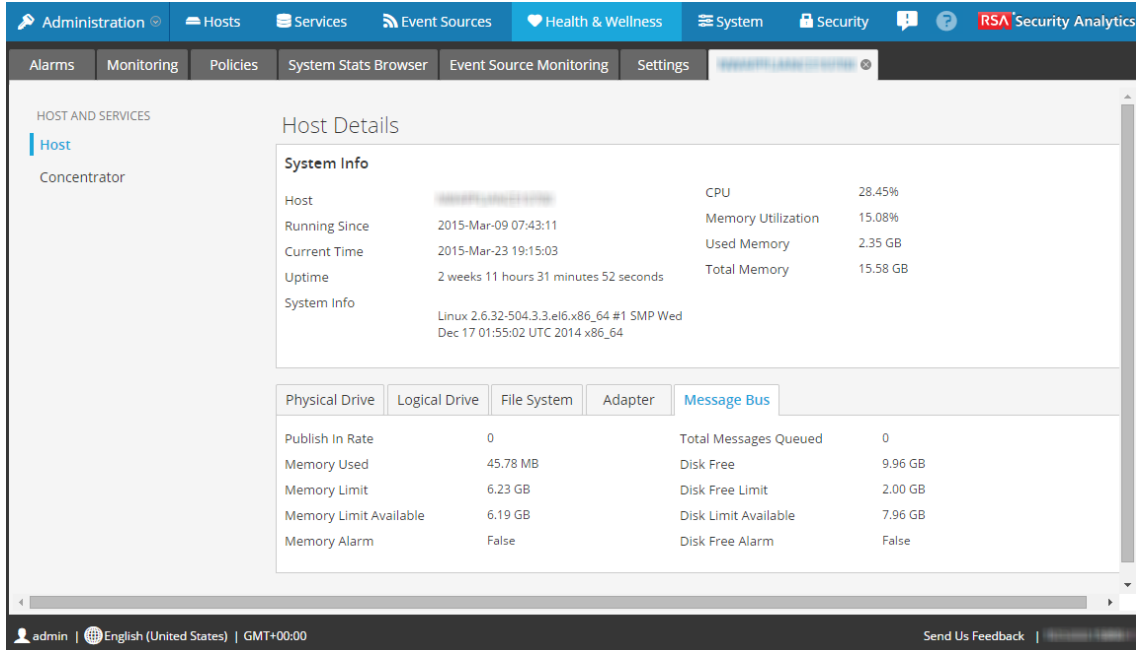 Administration Hosts Services Event Sources Health & Wellness System Security ! ? RSA Security Analytics
Alarms Monitoring Policies System Stats Browser Event Source Monitoring Settings
HOST AND SERVICES
Host
Concentrator
Host Details
System Info
Host
Running Since 2015-Mar-09 07:43:11
Current Time 2015-Mar-23 19:15:03
Uptime 2 weeks 11 hours 31 minutes 52 seconds
System Info
Linux 2.6.32-504.3.3.el6.x86_64 #1 SMP Wed
Dec 17 01:55:02 UTC 2014 x86_64
CPU 28.45%
Memory Utilization 15.08%
Used Memory 2.35 GB
Total Memory 15.58 GB
Physical Drive Logical Drive File System Adapter Message Bus
Publish In Rate 0 Total Messages Queued 0
Memory Used 45.78 MB Disk Free 9.96 GB
Memory Limit 6.23 GB Disk Free Limit 2.00 GB
Memory Limit Available 6.19 GB Disk Limit Available 7.96 GB
Memory Alarm False Disk Free Alarm False
admin | English (United States) | GMT+00:00 Send Us Feedback |